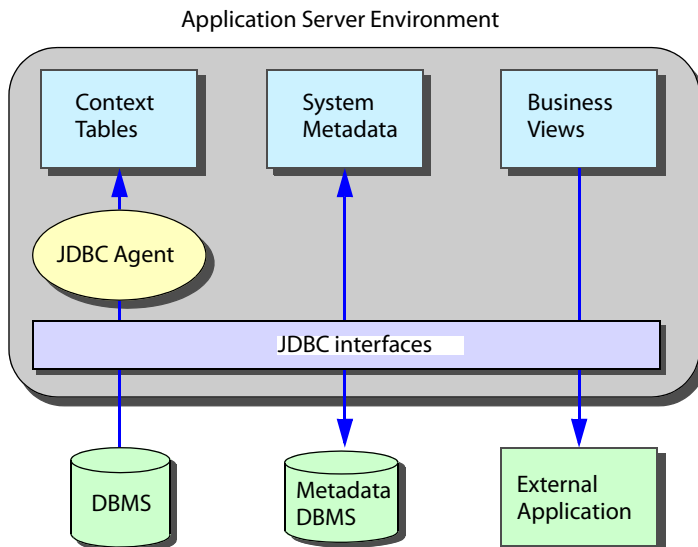 Application Server Environment
Context
Tables
System
Metadata
Business
Views
JDBC Agent
JDBC interfaces
DBMS
Metadata
DBMS
External
Application